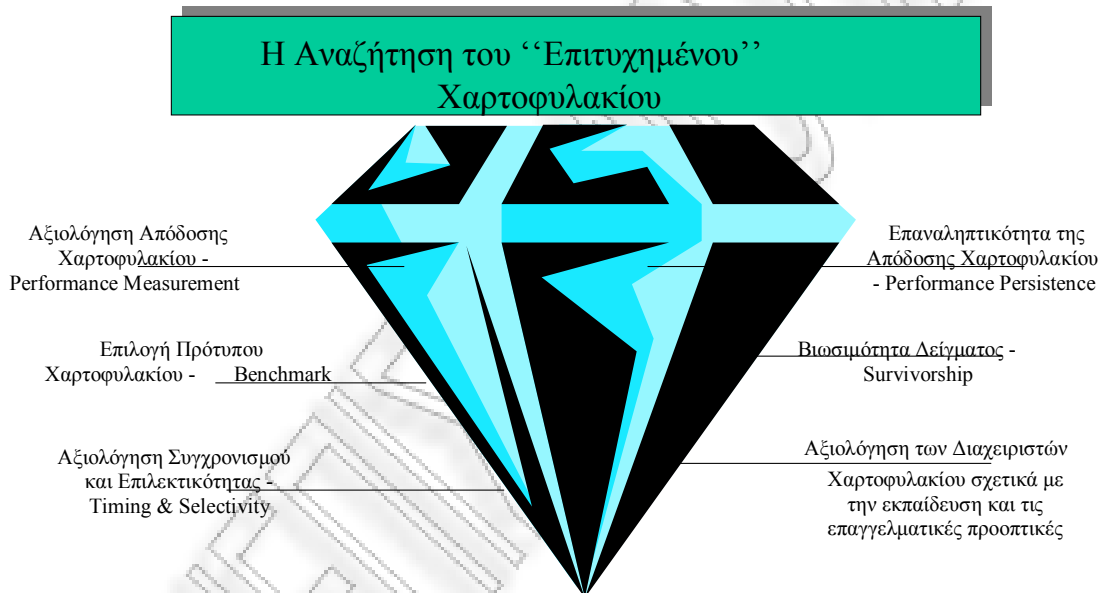 Η Αναζήτηση του ‘‘Επιτυχημένου’’
Χαρτοφυλακίου
Αξιολόγηση Απόδοσης
Χαρτοφυλακίου -
Performance Measurement
Επιλογή Πρότυπου
Χαρτοφυλακίου - Benchmark
Αξιολόγηση Συγχρονισμού
και Επιλεκτικότητας -
Timing & Selectivity
Επαναληπτικότητα της
Απόδοσης Χαρτοφυλακίου
- Performance Persistence
Βιωσιμότητα Δείγματος -
Survivorship
Αξιολόγηση των Διαχειριστών
Χαρτοφυλακίου σχετικά με
την εκπαίδευση και τις
επαγγελματικές προοπτικές